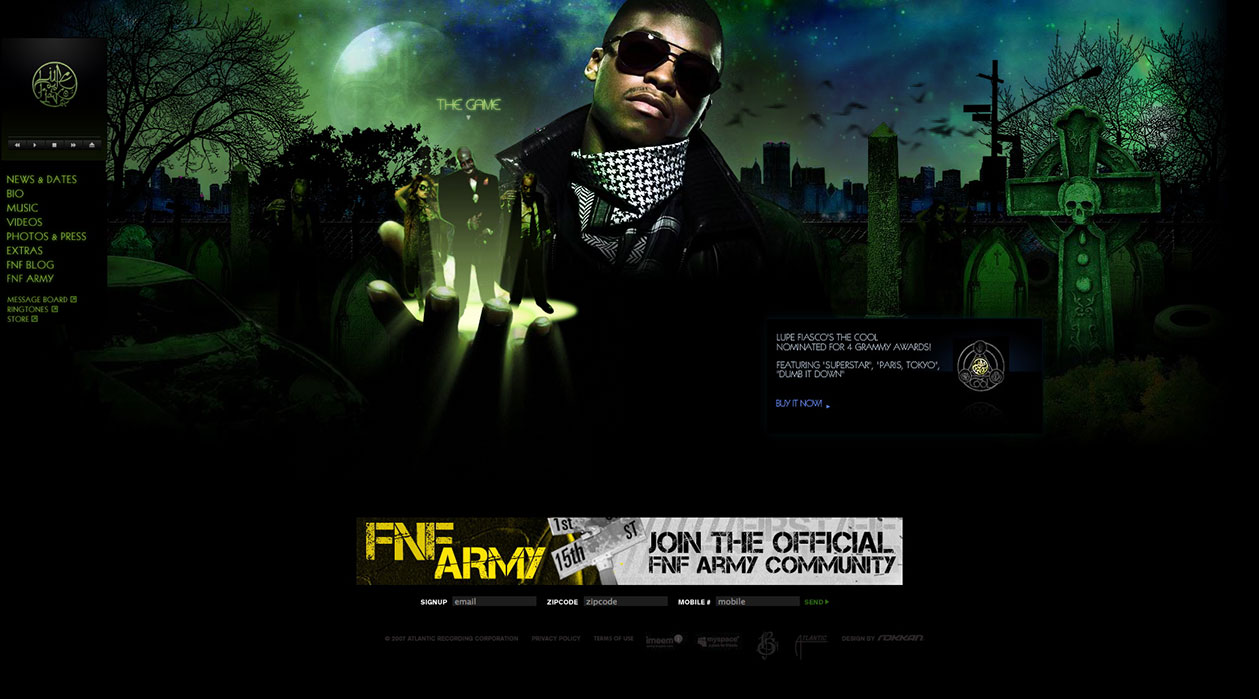 Lupe
THE GAME
NEWS & DATES
BIO
MUSIC
VIDEOS
PHOTOS & PRESS
EXTRAS
FNF BLOG
FNF ARMY
MESSAGE BOARD
RINGTONES
STORE
LUPE FIASCO'S THE COOL
NOMINATED FOR 4 GRAMMY AWARDS!
FEATURING "SUPERSTAR", "PARIS, TOKYO",
"DUMB IT DOWN"
BUY IT NOW!
FNF
ARMY
1st
15th ST
JOIN THE OFFICIAL
FNF ARMY COMMUNITY
SIGNUP email ZIPCODE zipcode MOBILE # mobile SEND
© 2007 ATLANTIC RECORDING CORPORATION PRIVACY POLICY TERMS OF USE imeem myspace ATLANTIC DESIGN BY ROKKAN